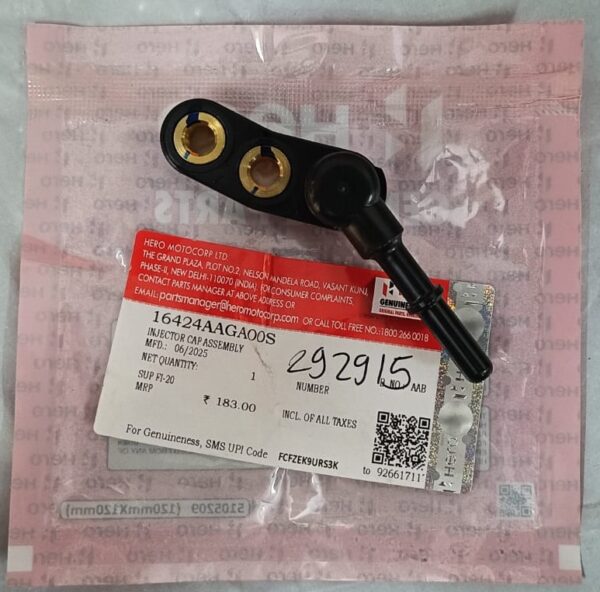 HERO MOTOCORP LTD.
THE GRAND PLAZA, PLOT NO.2, NELSON MANDELA ROAD, VASANT KUNJ,
PHASE-II, NEW DELHI-110070 (INDIA). FOR CONSUMER COMPLAINTS,
CONTACT PARTS MANAGER AT ABOVE ADDRESS OR
EMAIL: partsmanager@heromotocorp.com OR CALL TOLL FREE NO.:1800 266 0018
GENUINE
16424AAGA00S
INJECTOR CAP ASSEMBLY
MFD.: 06/2025
NET QUANTITY: 1 NUMBER
292915
AAB
SUP FI-20
MRP ₹ 183.00 INCL. OF ALL TAXES
For Genuineness, SMS UPI Code FCFZEK9URS3K to 92661711
(S105209 (120mmX120mm)
Hero